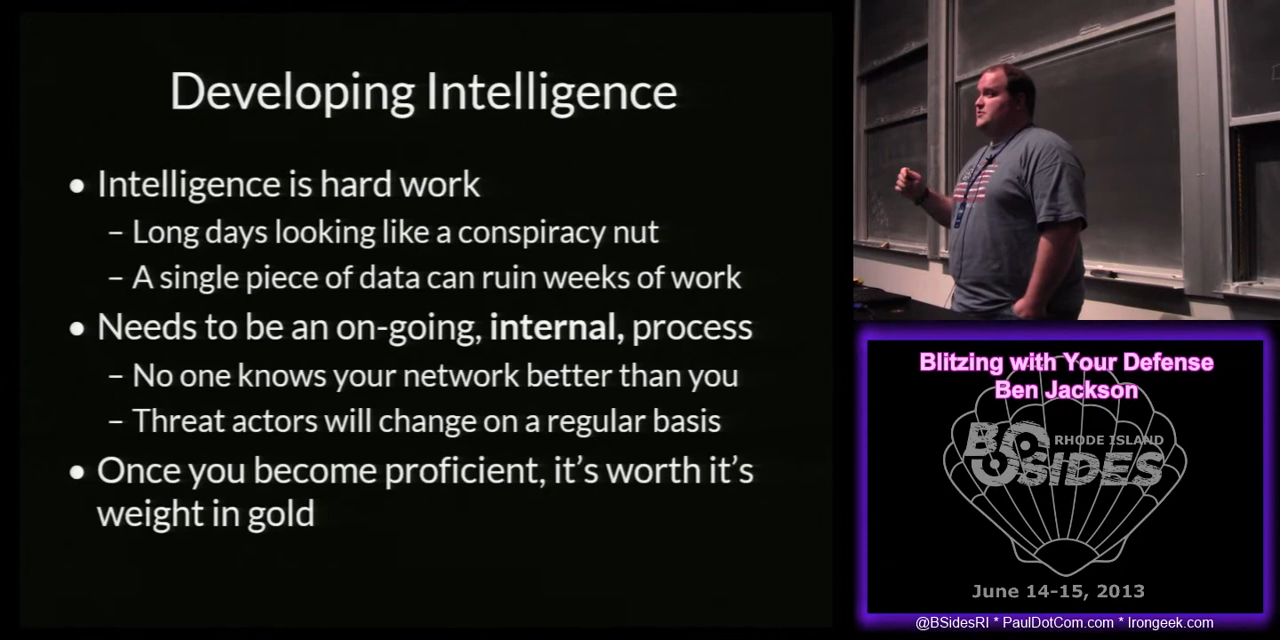 Developing Intelligence
• Intelligence is hard work
– Long days looking like a conspiracy nut
– A single piece of data can ruin weeks of work
• Needs to be an on-going, internal, process
– No one knows your network better than you
– Threat actors will change on a regular basis
• Once you become proficient, it's worth it's
weight in gold
Blitzing with Your Defense
Ben Jackson
BSIDES
RHODE ISLAND
June 14-15, 2013
@BSidesRI * PaulDotCom.com * Irongeek.com